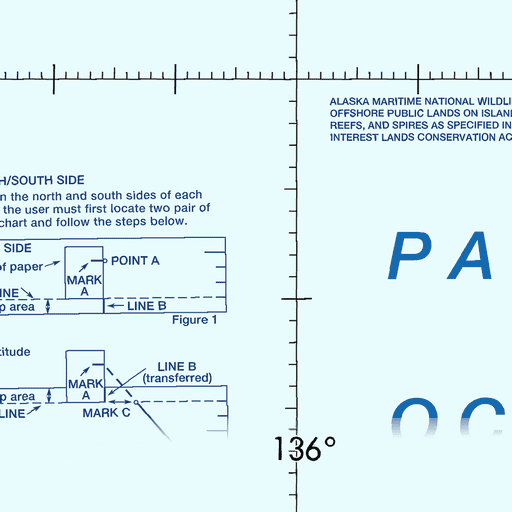 ALASKA MARITIME NATIONAL WILDLI
OFFSHORE PUBLIC LANDS ON ISLAN
REEFS, AND SPIRES AS SPECIFIED IN
INTEREST LANDS CONSERVATION AC
H/SOUTH SIDE
n the north and south sides of each
the user must first locate two pair of
chart and follow the steps below.
SIDE
of paper
POINT A
MARK
A
INE
p area
LINE B
Figure 1
PA
titude
LINE B
(transferred)
MARK
A
p area
LINE
MARK C
OC
136°